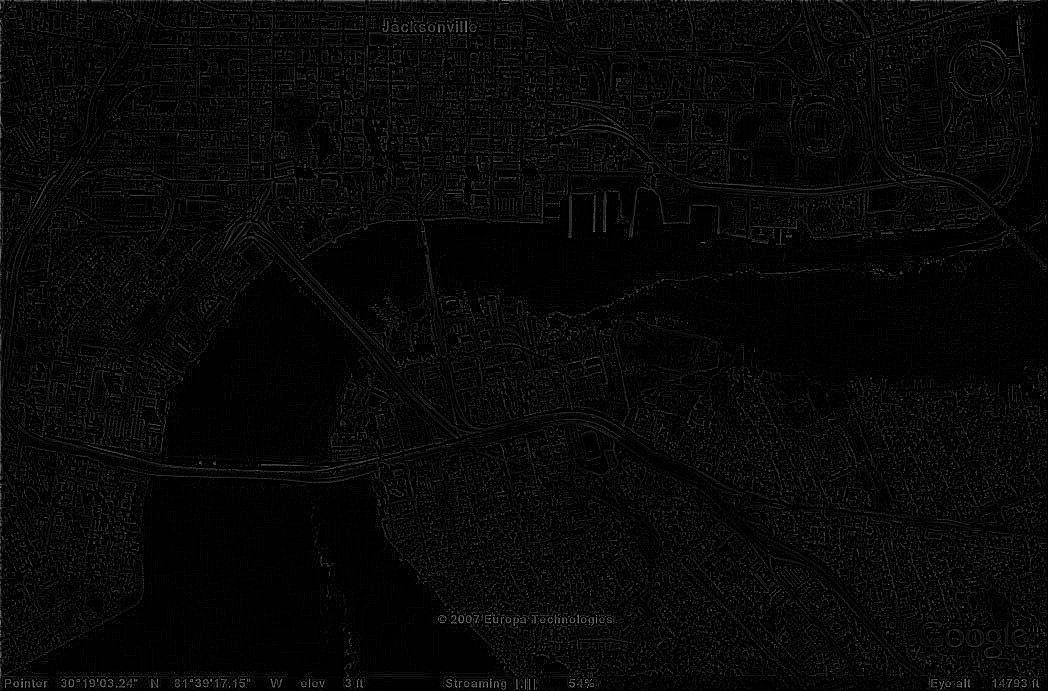 Jacksonville
© 2007 Europa Technologies
Google
Pointer 30°19'03.24" N 81°39'17.15" W elev 3 ft Streaming |||| 54% Eye alt 14793 ft